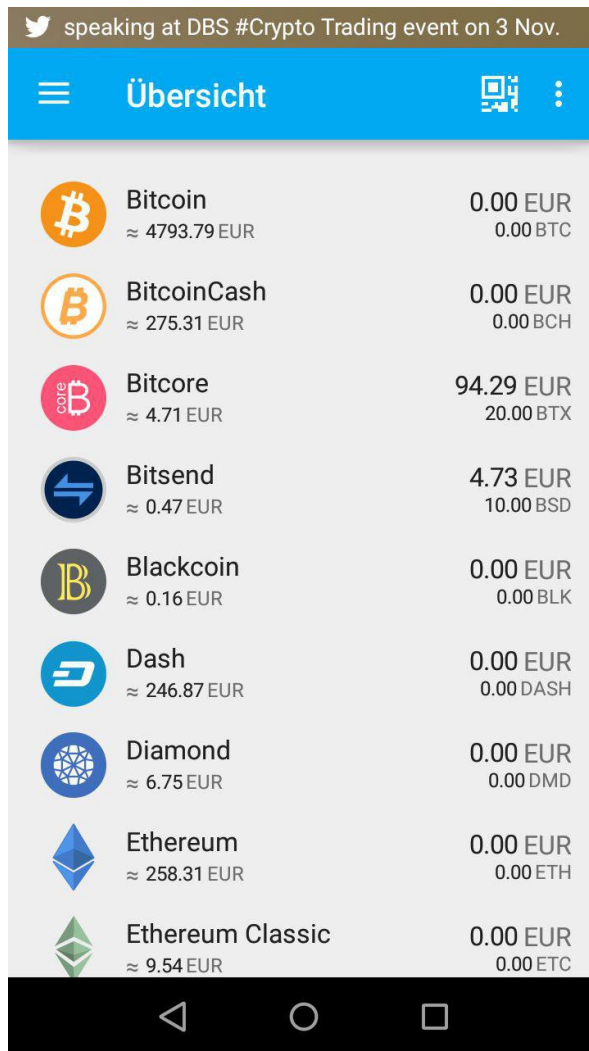 speaking at DBS #Crypto Trading event on 3 Nov.
Übersicht
Bitcoin 0.00 EUR
≈ 4793.79 EUR 0.00 BTC
BitcoinCash 0.00 EUR
≈ 275.31 EUR 0.00 BCH
core Bitcore 94.29 EUR
≈ 4.71 EUR 20.00 BTX
Bitsend 4.73 EUR
≈ 0.47 EUR 10.00 BSD
Blackcoin 0.00 EUR
≈ 0.16 EUR 0.00 BLK
Dash 0.00 EUR
≈ 246.87 EUR 0.00 DASH
Diamond 0.00 EUR
≈ 6.75 EUR 0.00 DMD
Ethereum 0.00 EUR
≈ 258.31 EUR 0.00 ETH
Ethereum Classic 0.00 EUR
≈ 9.54 EUR 0.00 ETC